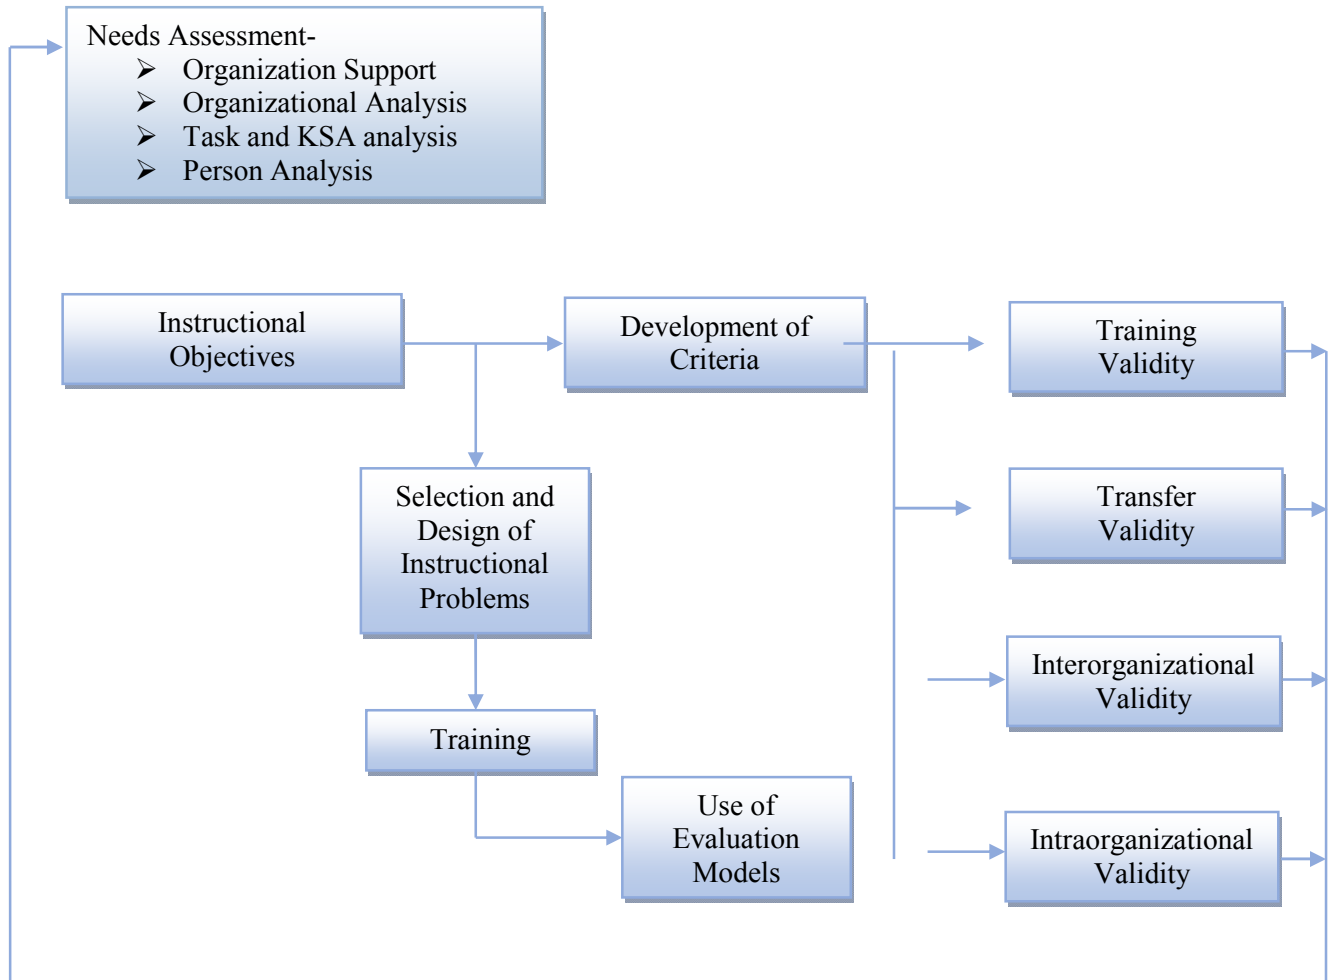 Needs Assessment-
➢ Organization Support
➢ Organizational Analysis
➢ Task and KSA analysis
➢ Person Analysis
Instructional
Objectives
Development of
Criteria
Training
Validity
Selection and
Design of
Instructional
Problems
Transfer
Validity
Interorganizational
Validity
Training
Use of
Evaluation
Models
Intraorganizational
Validity